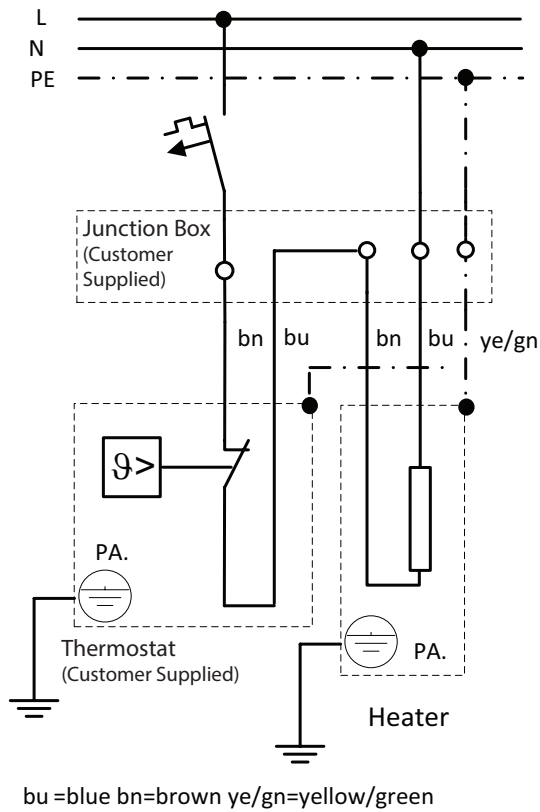 L
N
PE
Junction Box
(Customer
Supplied)
bn
bu
bn
bu
ye/gn
ϑ>
PA.
Thermostat
(Customer Supplied)
PA.
Heater
bu =blue bn=brown ye/gn=yellow/green